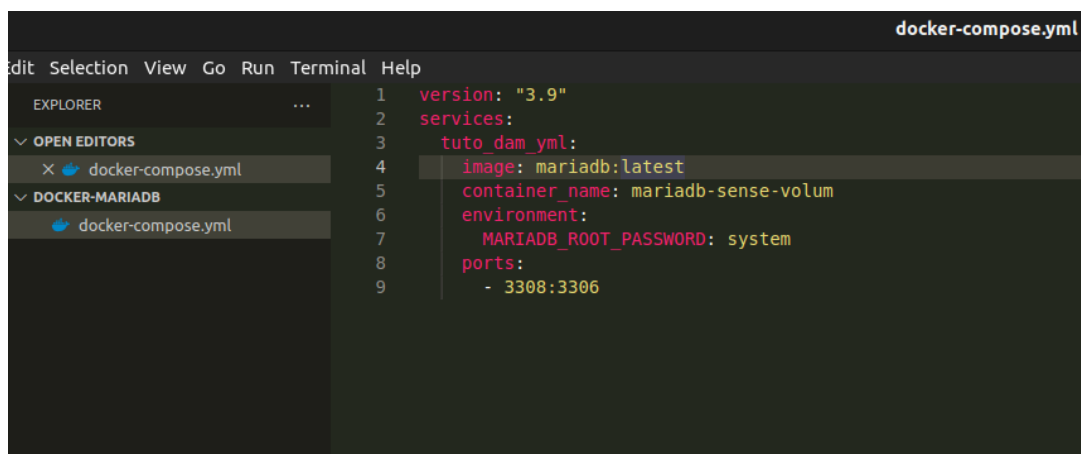 docker-compose.yml
Edit Selection View Go Run Terminal Help
EXPLORER ...
OPEN EDITORS
docker-compose.yml
DOCKER-MARIADB
docker-compose.yml
1 version: "3.9"
2 services:
3 tuto_dam_yml:
4 image: mariadb:latest
5 container_name: mariadb-sense-volum
6 environment:
7 MARIADB_ROOT_PASSWORD: system
8 ports:
9 - 3308:3306